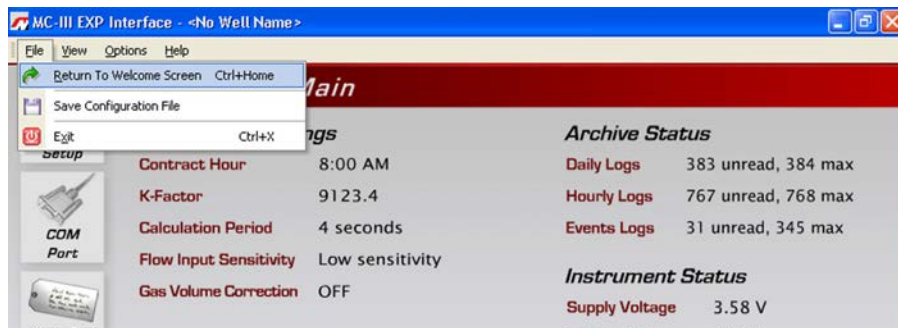 MC-III EXP Interface - <No Well Name>
File View Options Help
Return To Welcome Screen Ctrl+Home
Save Configuration File
Exit Ctrl+X
Main
ngs
Setup
Contract Hour 8:00 AM
K-Factor 9123.4
Calculation Period 4 seconds
Flow Input Sensitivity Low sensitivity
Gas Volume Correction OFF
COM
Port
Archive Status
Daily Logs 383 unread, 384 max
Hourly Logs 767 unread, 768 max
Events Logs 31 unread, 345 max
Instrument Status
Supply Voltage 3.58 V